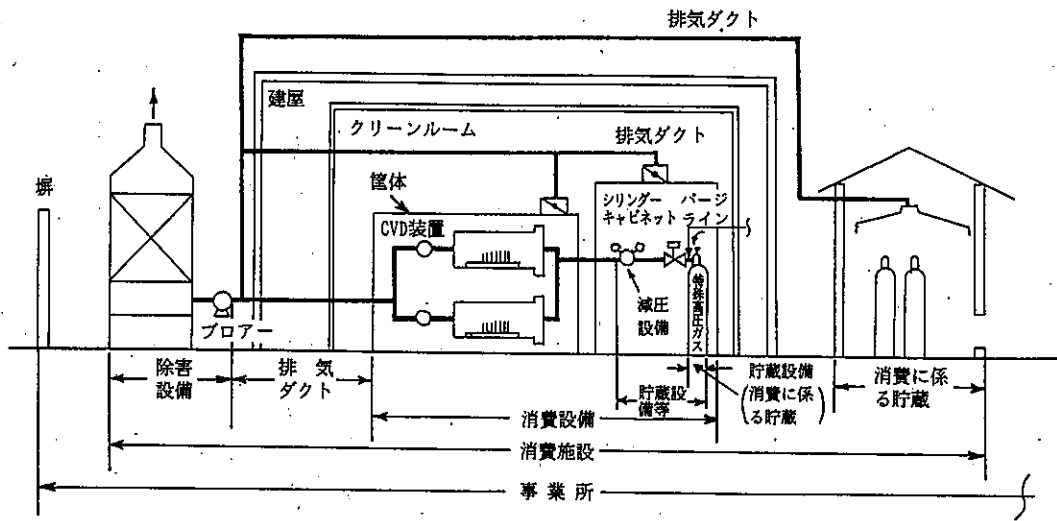 排気ダクト
建屋
クリーンルーム
排気ダクト
塀
筐体
CVD装置
シリンダー
キャビネット
パージ
ライン
減圧
設備
特殊高圧ガス
ブロアー
除害
設備
排気
ダクト
貯蔵設
備等
貯蔵設備
(消費に係
る貯蔵)
消費に係
る貯蔵
消費設備
消費施設
事業所